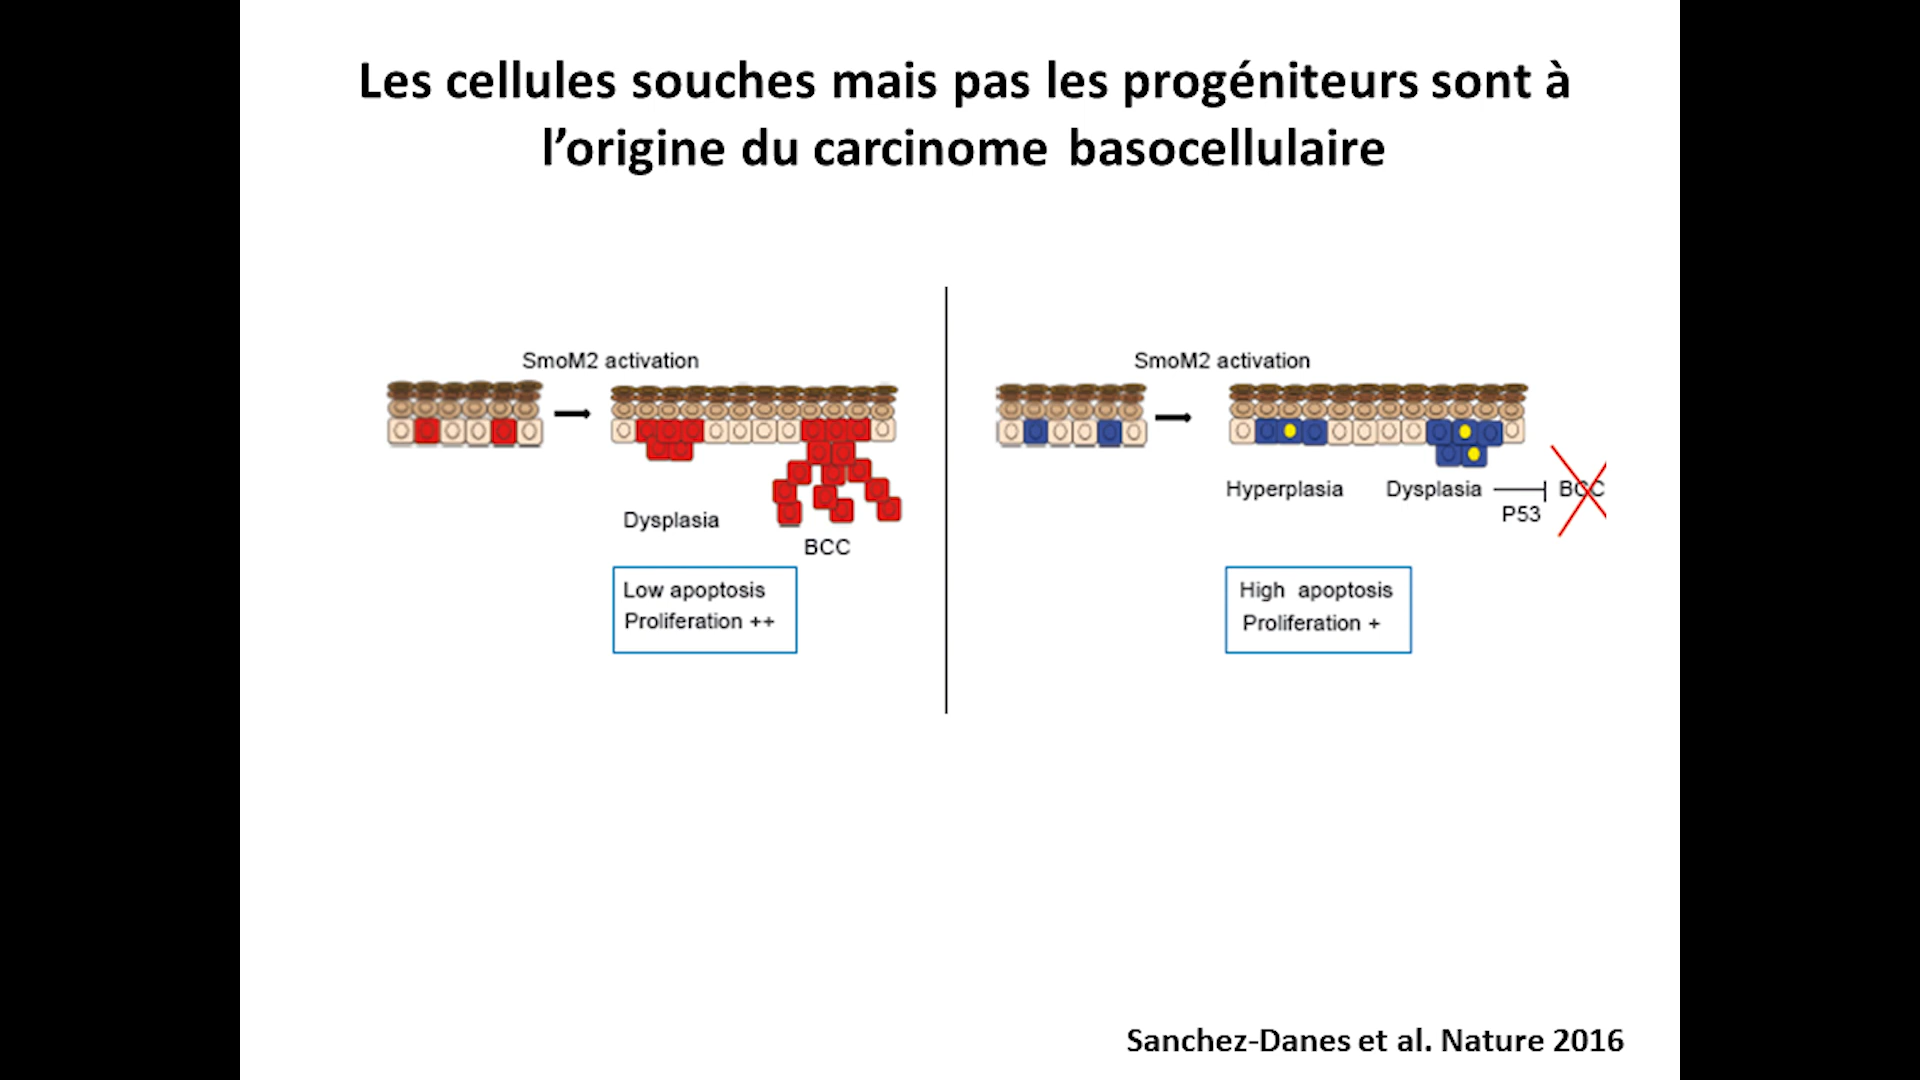 Les cellules souches mais pas les progéniteurs sont à
l’origine du carcinome basocellulaire
SmoM2 activation
Dysplasia
BCC
Low apoptosis
Proliferation ++
SmoM2 activation
Hyperplasia
Dysplasia
BCC
P53
High apoptosis
Proliferation +
Sanchez-Danes et al. Nature 2016